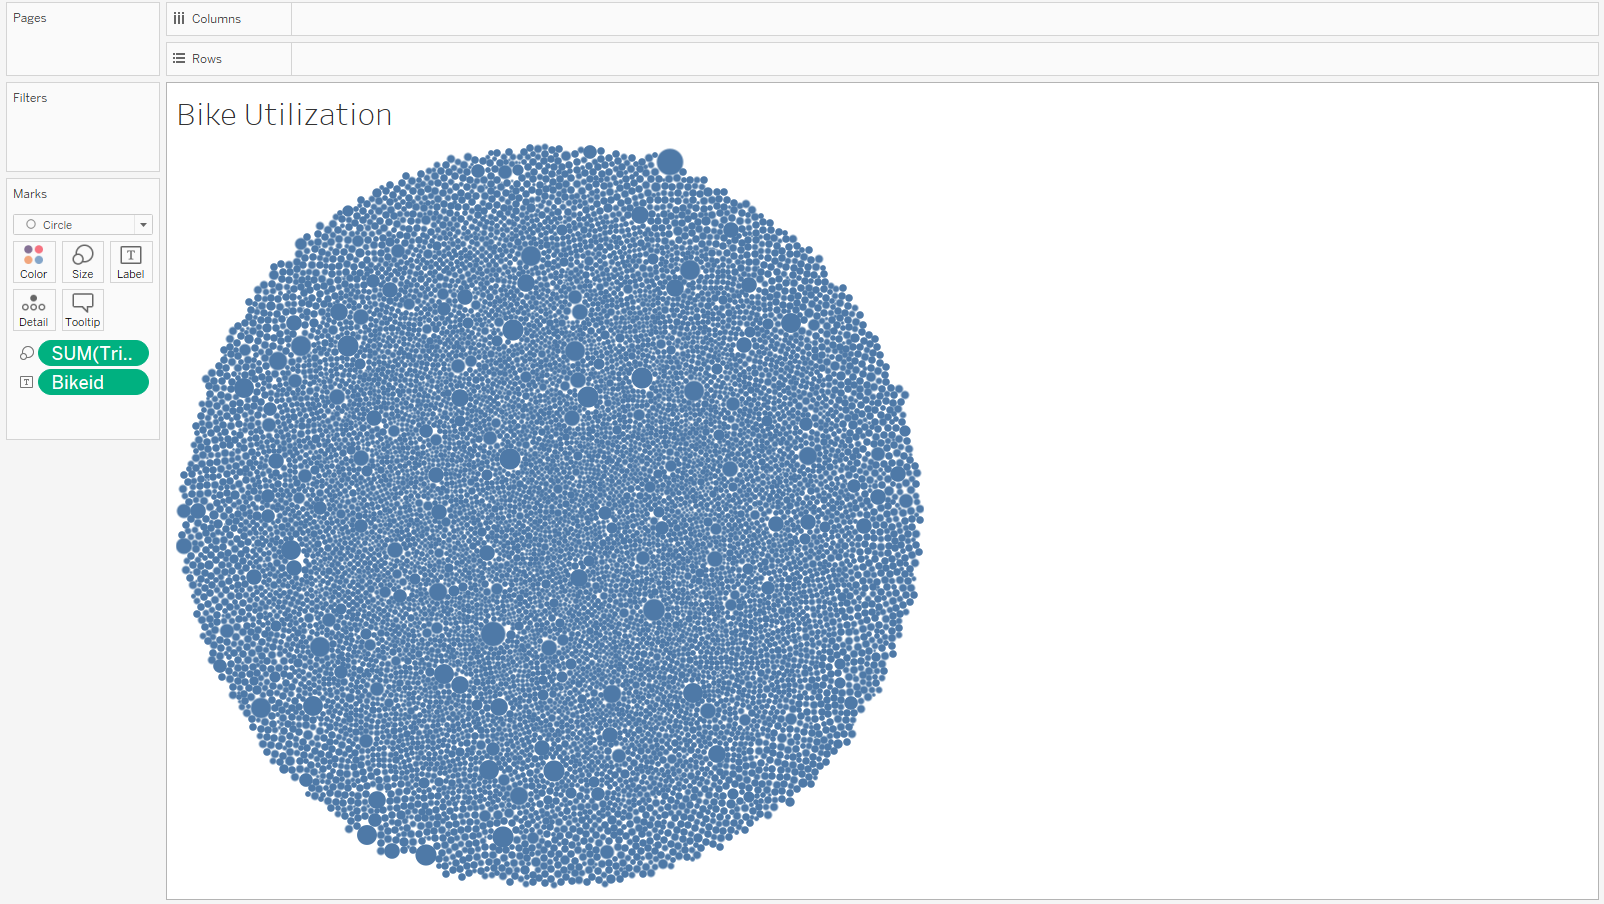 Pages
Columns
Rows
Filters
Bike Utilization
Marks
Circle
Color Size Label
T
Detail Tooltip
SUM(Tri..
T Bikeid